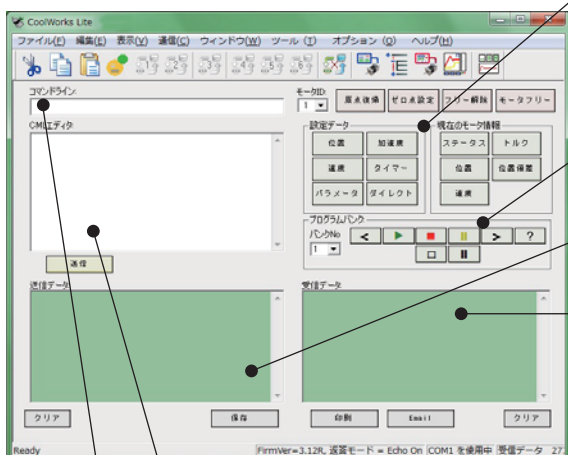 CoolWorks Lite
ファイル(F) 編集(E) 表示(V) 通信(C) ウィンドウ(W) ツール (T) オプション (O) ヘルプ(H)
コマンドライン:
モータID:
1 原点復帰 ゼロ点設定 フリー解除 モータフリー
CMLエディタ:
設定データ
位置 加速度
速度 タイマー
パラメータ ダイレクト
現在のモータ情報
ステータス トルク
位置 位置偏差
速度
プログラムバンク:
バンクNo
1 < > ?
送信
送信データ:
受信データ:
クリア 保存 印刷 Email クリア
Ready FirmVer=3.12R, 返答モード = Echo On COM1 を使用中 受信データ 27